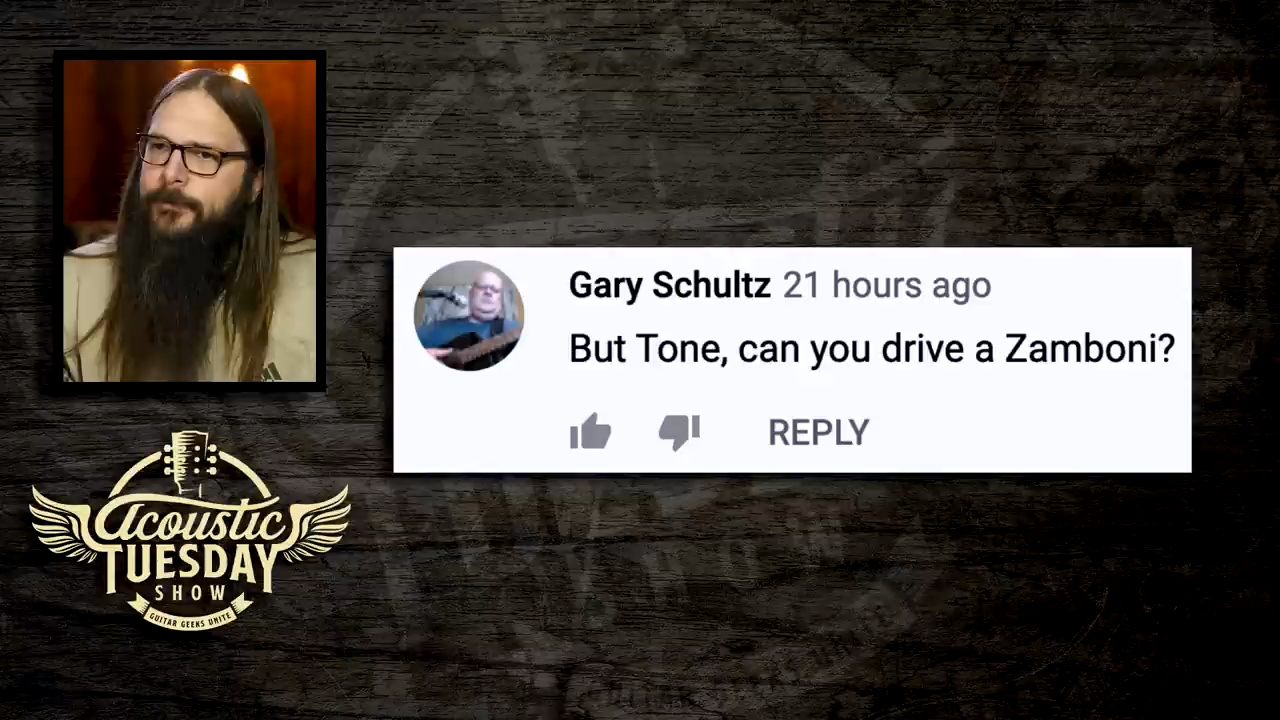 Gary Schultz 21 hours ago
But Tone, can you drive a Zamboni?
REPLY
Acoustic
TUESDAY
SHOW
GUITAR GEEKS UNITE